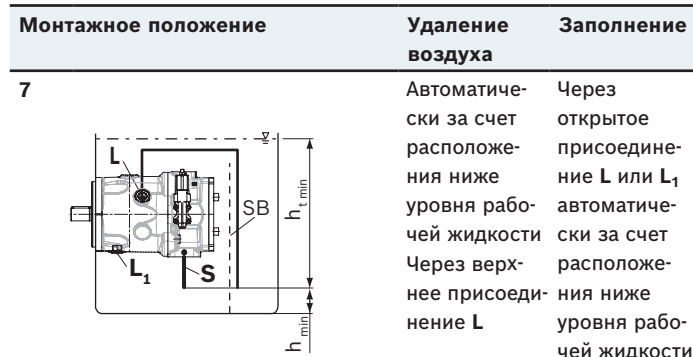 Монтажное положение
Удаление
воздуха
Заполнение
7
L
L1
S
SB
ht min
h min
Автоматиче-
ски за счет
расположе-
ния ниже
уровня рабо-
чей жидкости
Через верх-
нее присоеди-
нение L
Через
открытое
присоедине-
ние L или L1
автоматиче-
ски за счет
расположе-
ния ниже
уровня рабо-
чей жидкости